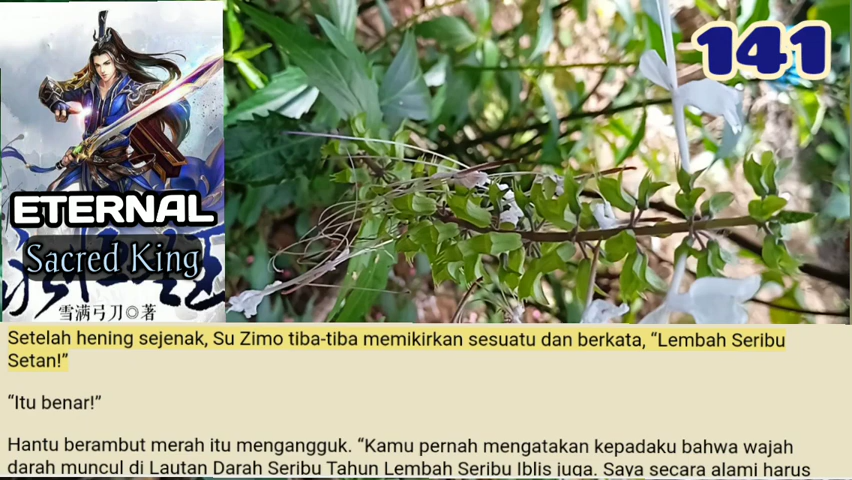 141
ETERNAL
Sacred King
雪满弓刀◎著
Setelah hening sejenak, Su Zimo tiba-tiba memikirkan sesuatu dan berkata, “Lembah Seribu
Setan!”
“Itu benar!”
Hantu berambut merah itu mengangguk. “Kamu pernah mengatakan kepadaku bahwa wajah
darah muncul di Lautan Darah Seribu Tahun Lembah Seribu Iblis juga. Saya secara alami harus